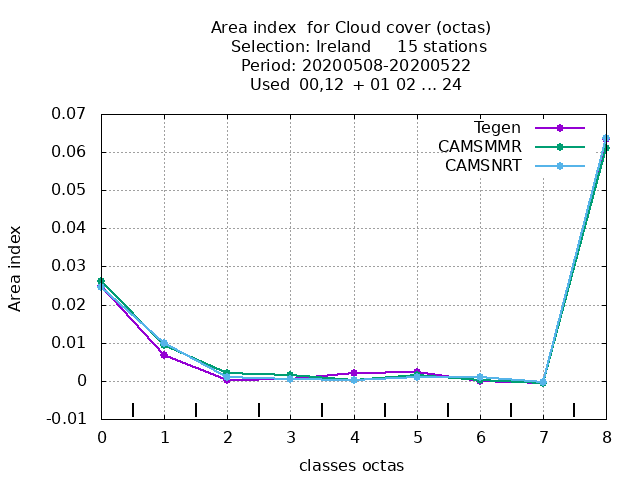 Area index  for Cloud cover (octas)
Selection: Ireland     15 stations
Period: 20200508-20200522
Used  00,12  + 01 02 ... 24
0.07
0.06
0.05
0.04
0.03
0.02
0.01
0
-0.01
Area index
Tegen
CAMSMMR
CAMSNRT
0 1 2 3 4 5 6 7 8
classes octas